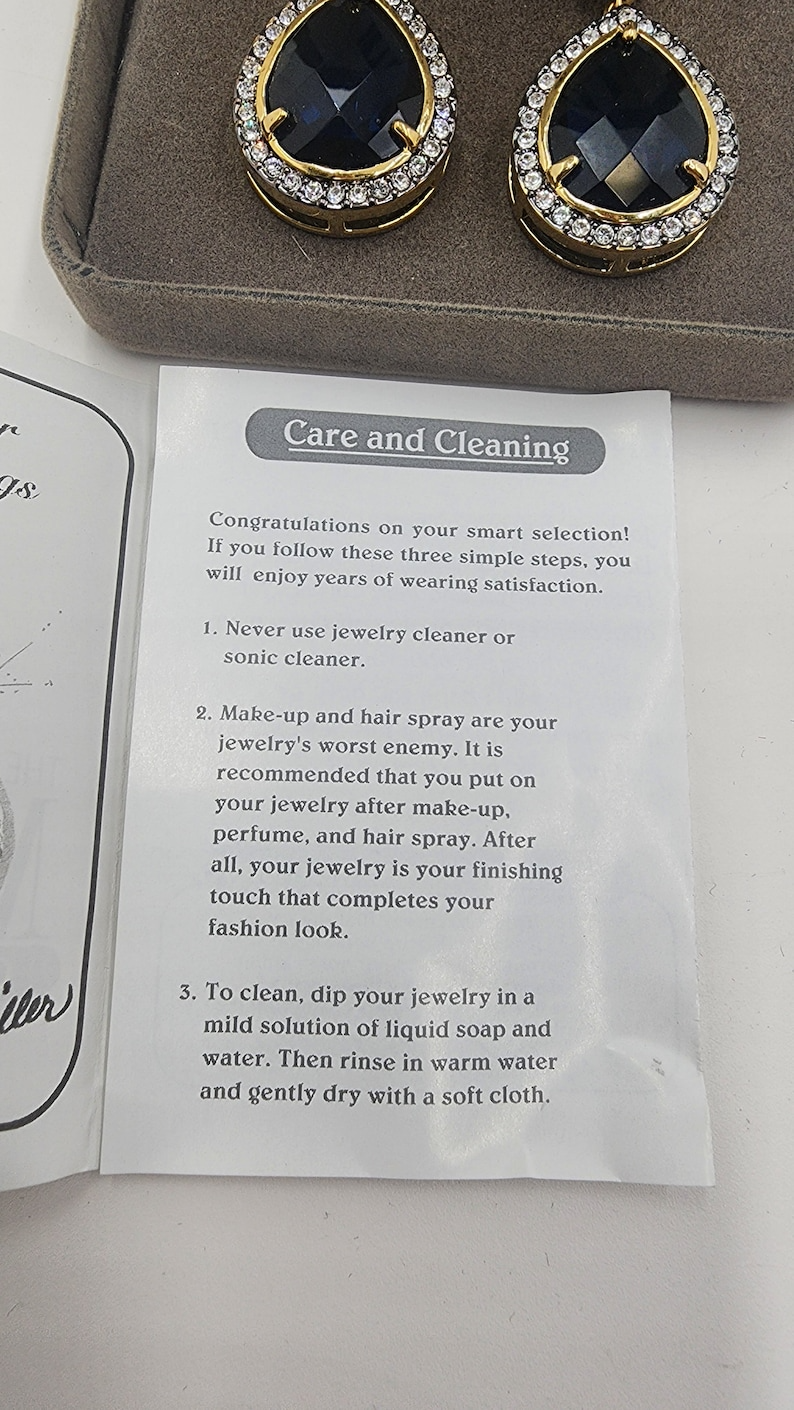 Care and Cleaning
Congratulations on your smart selection!
If you follow these three simple steps, you
will enjoy years of wearing satisfaction.
1. Never use jewelry cleaner or
sonic cleaner.
2. Make-up and hair spray are your
jewelry's worst enemy. It is
recommended that you put on
your jewelry after make-up,
perfume, and hair spray. After
all, your jewelry is your finishing
touch that completes your
fashion look.
3. To clean, dip your jewelry in a
mild solution of liquid soap and
water. Then rinse in warm water
and gently dry with a soft cloth.